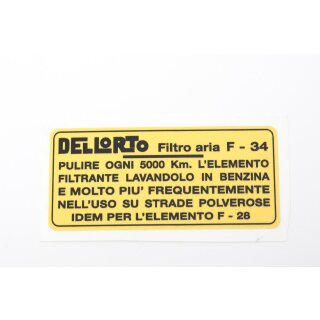 DELLORTO Filtro aria F - 34
PULIRE OGNI 5000 Km. L'ELEMENTO
FILTRANTE LAVANDOLO IN BENZINA
E MOLTO PIU' FREQUENTEMENTE
NELL'USO SU STRADE POLVEROSE
IDEM PER L'ELEMENTO F - 28